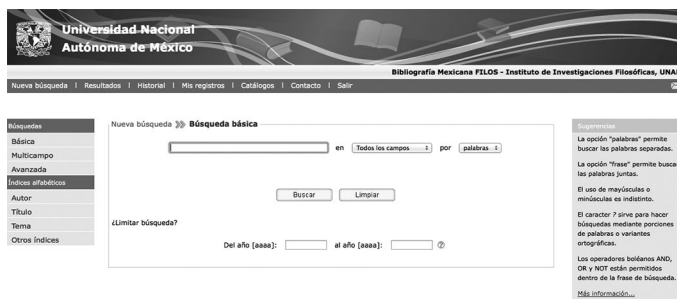 Universidad Nacional
Autónoma de México
Bibliografía Mexicana FILOS - Instituto de Investigaciones Filosóficas, UNA
Nueva búsqueda | Resultados | Historial | Mis registros | Catálogos | Contacto | Salir
Búsquedas
Básica
Multicampo
Avanzada
Índices alfabéticos
Autor
Título
Tema
Otros índices
Nueva búsqueda >>> Búsqueda básica
en Todos los campos por palabras
Buscar Limpiar
¿Limitar búsqueda?
Del año [aaaa]: al año [aaaa]: ?
Sugerencias
La opción "palabras" permite
buscar las palabras separadas.
La opción "frase" permite busca
las palabras juntas.
El uso de mayúsculas o
minúsculas es indistinto.
El caracter ? sirve para hacer
búsquedas mediante porciones
de palabras o variantes
ortográficas.
Los operadores boléanos AND,
OR y NOT están permitidos
dentro de la frase de búsqueda.
Más información...